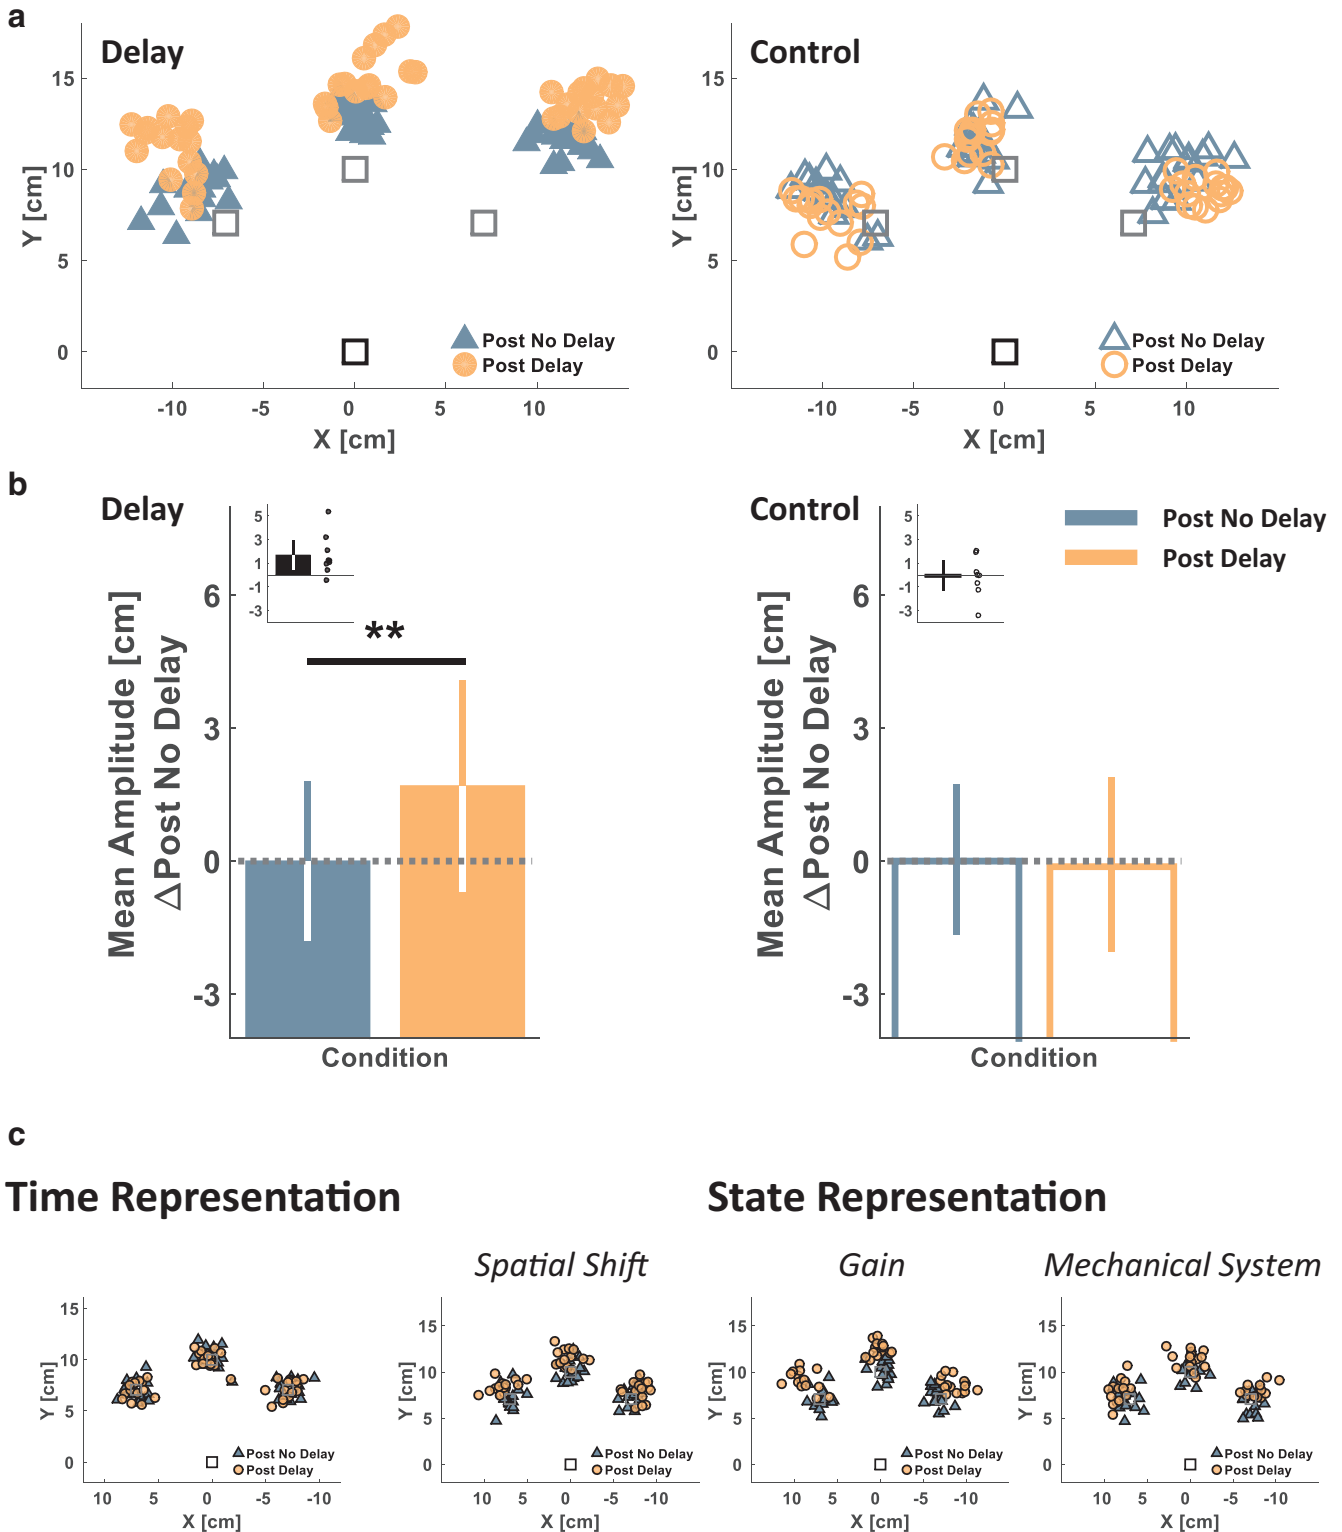 a
Delay
Control
15
10
5
0
Y [cm]
-10
-5
0
5
10
X [cm]
Post No Delay
Post Delay
15
10
5
0
Y [cm]
-10
-5
0
5
10
X [cm]
Post No Delay
Post Delay
b
Delay
5
3
1
-1
-3
**
6
3
0
-3
Mean Amplitude [cm]
ΔPost No Delay
Condition
Control
5
3
1
-1
-3
6
3
0
-3
Mean Amplitude [cm]
ΔPost No Delay
Condition
Post No Delay
Post Delay
c
Time Representation
State Representation
Spatial Shift
Gain
Mechanical System
15
10
5
0
Y [cm]
10
5
0
-5
-10
X [cm]
Post No Delay
Post Delay
15
10
5
0
Y [cm]
10
5
0
-5
-10
X [cm]
Post No Delay
Post Delay
15
10
5
0
Y [cm]
10
5
0
-5
-10
X [cm]
Post No Delay
Post Delay
15
10
5
0
Y [cm]
10
5
0
-5
-10
X [cm]
Post No Delay
Post Delay